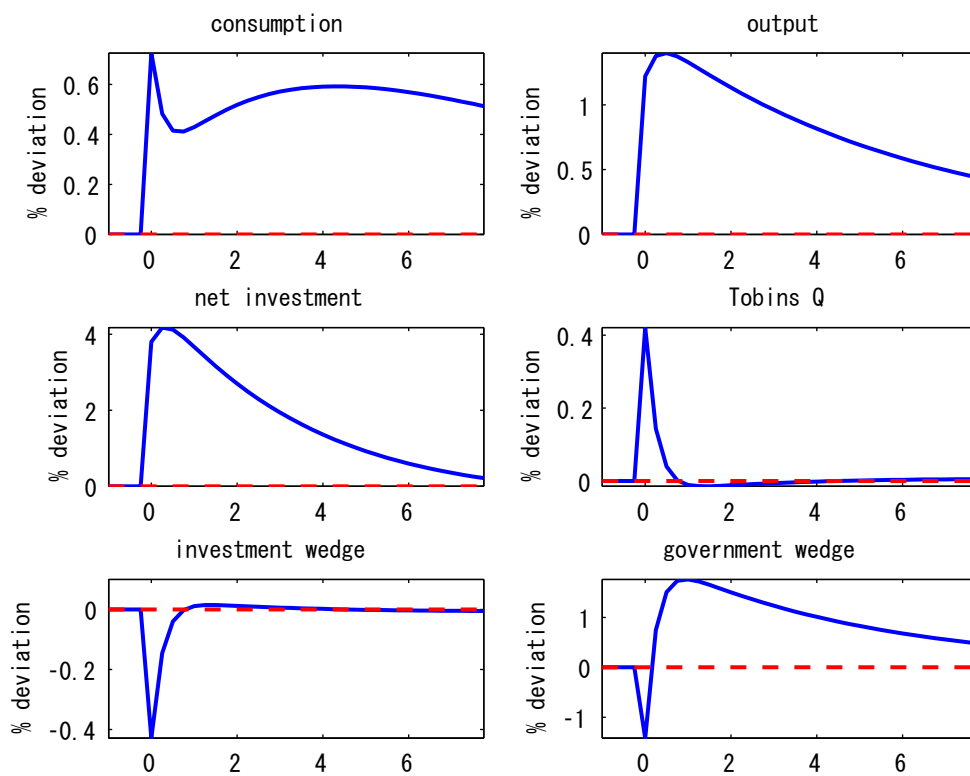 consumption
output
% deviation
0.6
0.4
0.2
0
0 2 4 6
% deviation
1
0.5
0
0 2 4 6
net investment
Tobins Q
% deviation
4
2
0
0 2 4 6
% deviation
0.4
0.2
0
0 2 4 6
investment wedge
government wedge
% deviation
0
-0.2
-0.4
0 2 4 6
% deviation
1
0
-1
0 2 4 6